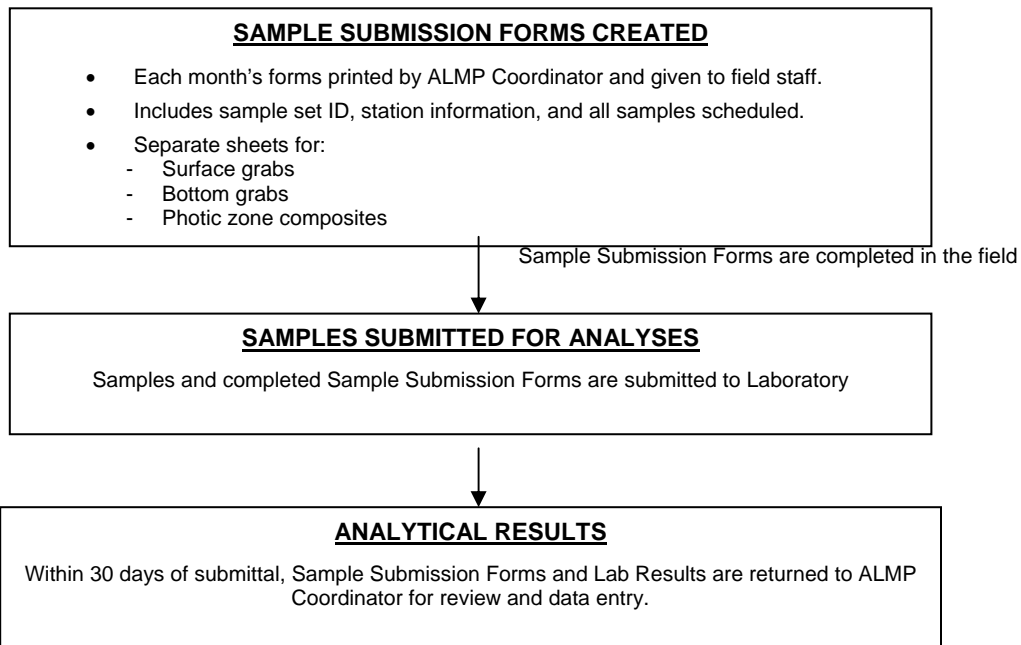 SAMPLE SUBMISSION FORMS CREATED
• Each month's forms printed by ALMP Coordinator and given to field staff.
• Includes sample set ID, station information, and all samples scheduled.
• Separate sheets for:
- Surface grabs
- Bottom grabs
- Photic zone composites
Sample Submission Forms are completed in the field
SAMPLES SUBMITTED FOR ANALYSES
Samples and completed Sample Submission Forms are submitted to Laboratory
ANALYTICAL RESULTS
Within 30 days of submittal, Sample Submission Forms and Lab Results are returned to ALMP
Coordinator for review and data entry.